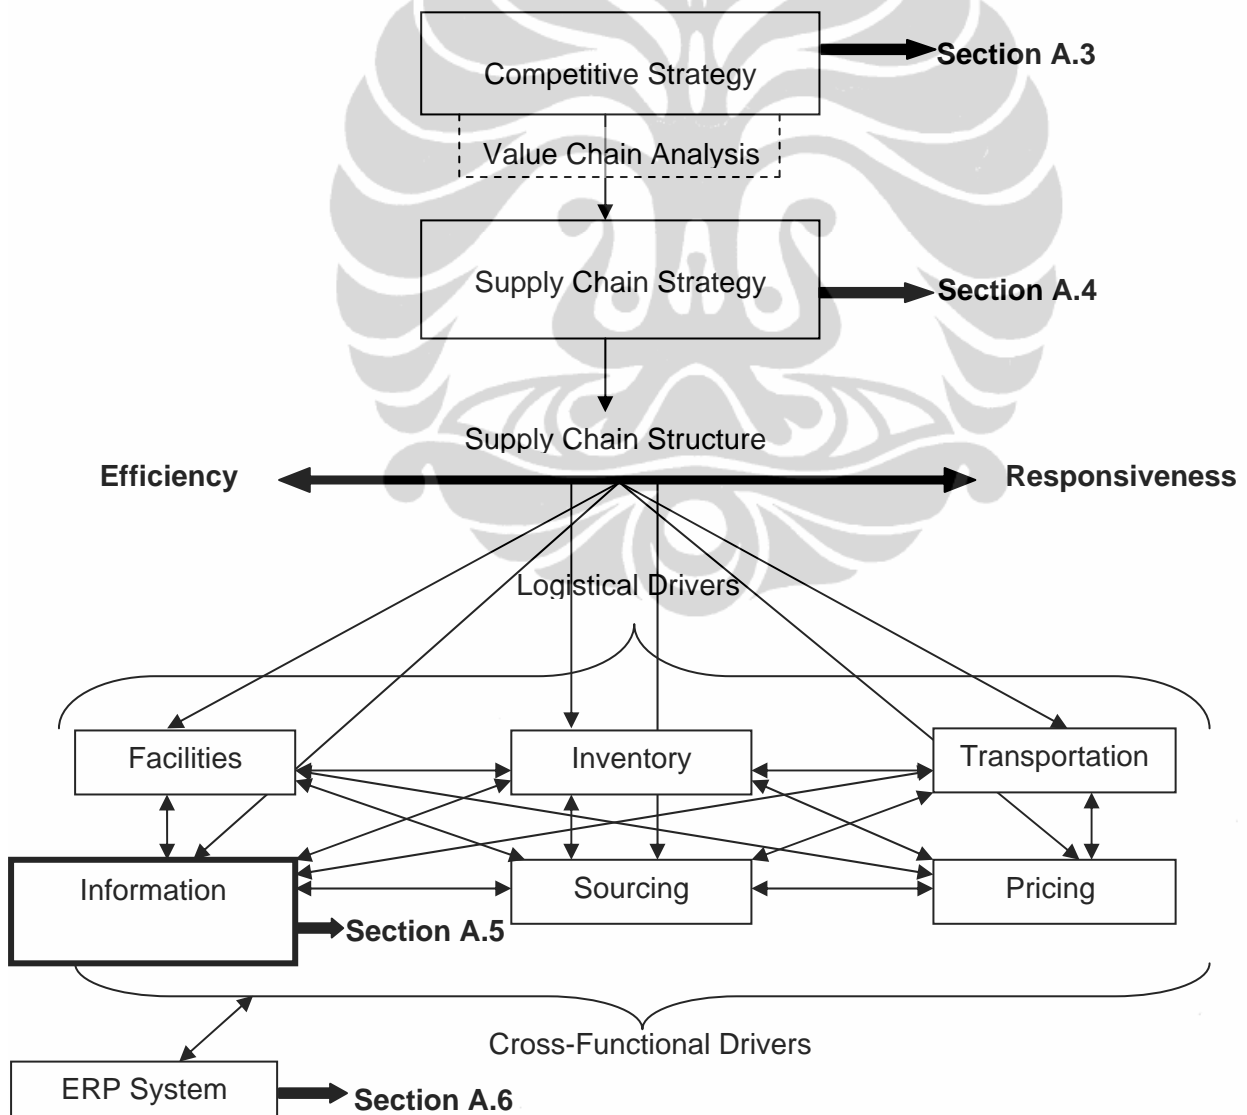 Competitive Strategy
Section A.3
Value Chain Analysis
Supply Chain Strategy
Section A.4
Supply Chain Structure
Efficiency
Responsiveness
Logistical Drivers
Facilities
Inventory
Transportation
Information
Sourcing
Pricing
Section A.5
Cross-Functional Drivers
ERP System
Section A.6